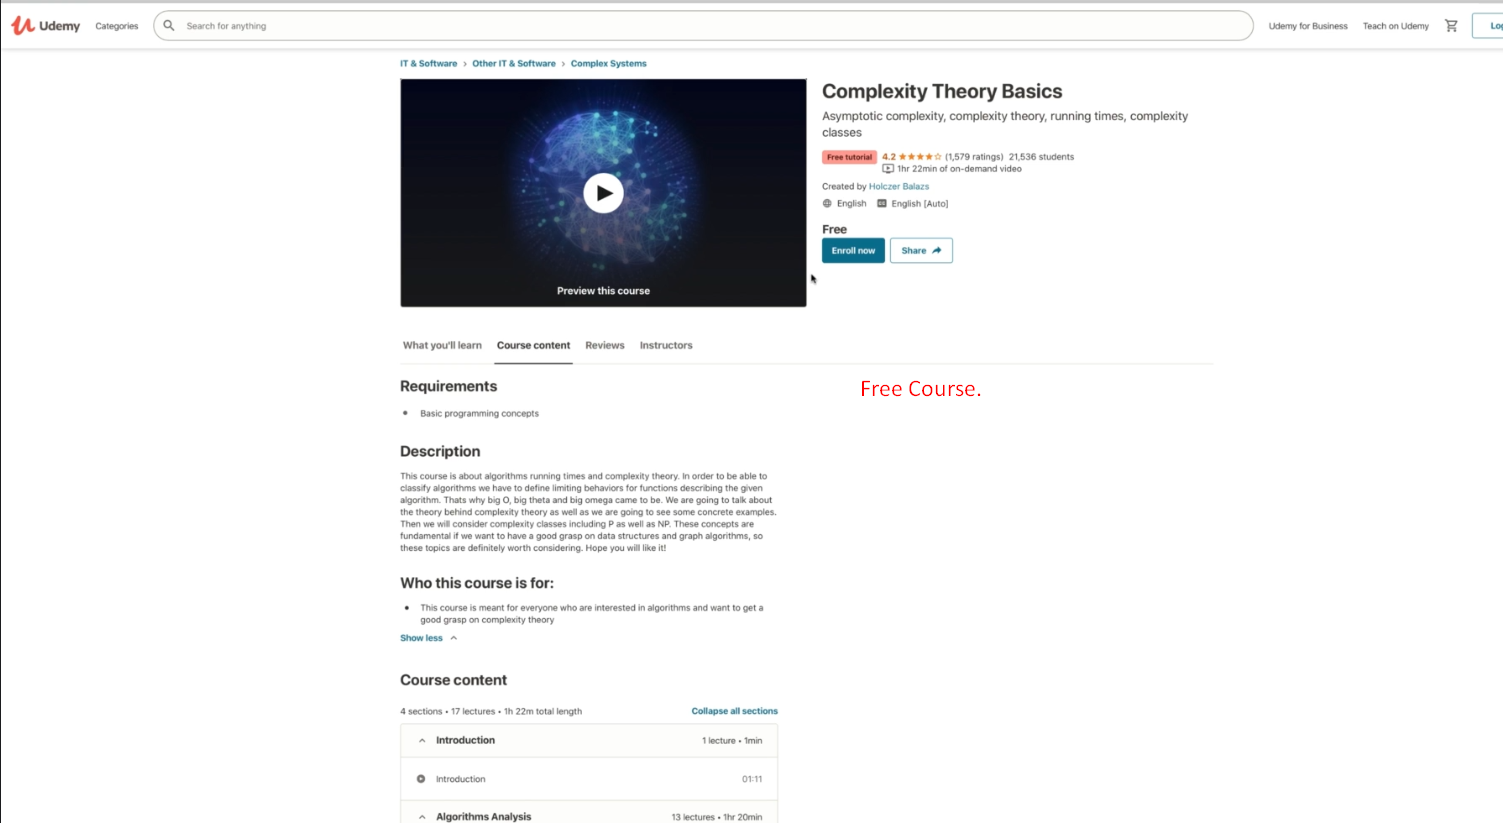 Udemy
Categories
Search for anything
Udemy for Business
Teach on Udemy
IT & Software > Other IT & Software > Complex Systems
Preview this course
Complexity Theory Basics
Asymptotic complexity, complexity theory, running times, complexity
classes
Free tutorial 4.2 (1,579 ratings) 21,536 students
1hr 22min of on-demand video
Created by Holczer Balazs
English English [Auto]
Free
Enroll now Share
What you'll learn Course content Reviews Instructors
Free Course.
Requirements
Basic programming concepts
Description
This course is about algorithms running times and complexity theory. In order to be able to
classify algorithms we have to define limiting behaviors for functions describing the given
algorithm. Thats why big O, big theta and big omega came to be. We are going to talk about
the theory behind complexity theory as well as we are going to see some concrete examples.
Then we will consider complexity classes including P as well as NP. These concepts are
fundamental if we want to have a good grasp on data structures and graph algorithms, so
these topics are definitely worth considering. Hope you will like it!
Who this course is for:
This course is meant for everyone who are interested in algorithms and want to get a
good grasp on complexity theory
Show less
Course content
4 sections • 17 lectures • 1h 22m total length Collapse all sections
Introduction 1 lecture • 1min
Introduction 01:11
Algorithms Analysis 13 lectures • 1hr 20min